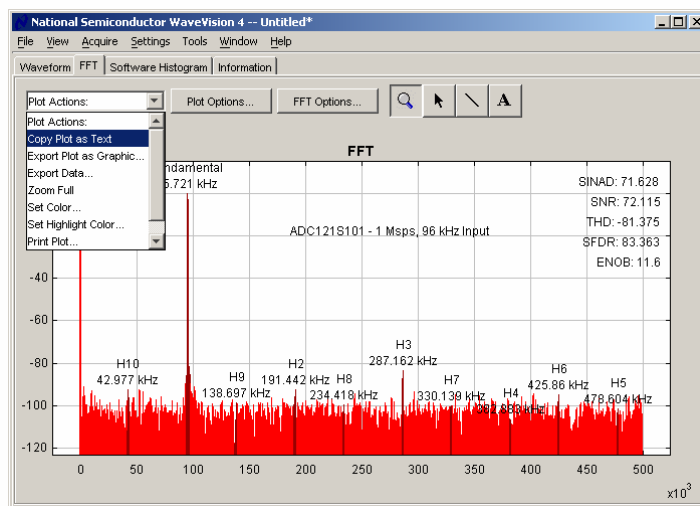 National Semiconductor WaveVision 4 -- Untitled*
File View Acquire Settings Tools Window Help
Waveform FFT Software Histogram Information
Plot Actions: Plot Options... FFT Options... A
Plot Actions:
Copy Plot as Text
Export Plot as Graphic...
Export Data...
Zoom Full
Set Color...
Set Highlight Color...
Print Plot...
FFT
ndamental
5.721 kHz
SINAD: 71.628
SNR: 72.115
THD: -81.375
SFDR: 83.363
ENOB: 11.6
ADC121S101 - 1 Msps, 96 kHz Input
-40
-60
-80
-100
-120
H10
42.977 kHz
H9
138.697 kHz
H2
191.442 kHz
H8
234.418 kHz
H3
287.162 kHz
H7
330.139 kHz
H4
H6
425.86 kHz
H5
478.604 kHz
0 50 100 150 200 250 300 350 400 450 500
x10^3